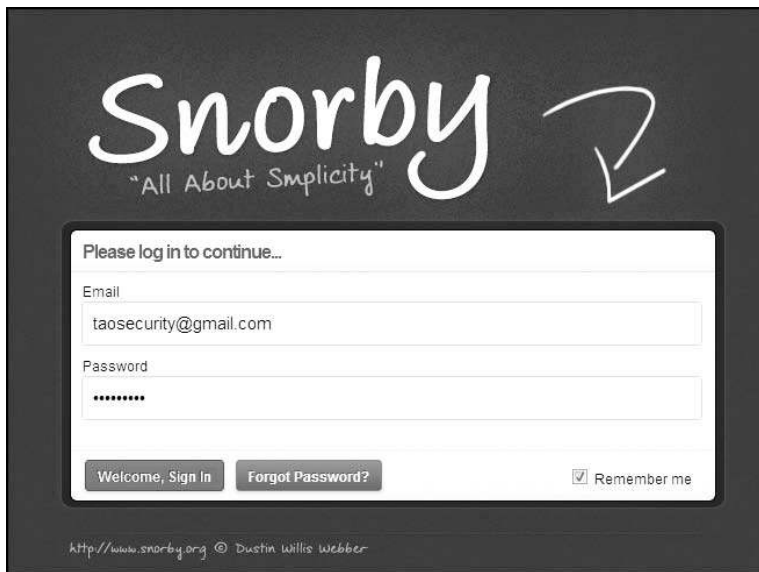 Snorby
"All About Smplicity"
Please log in to continue...
Email
taosecurity@gmail.com
Password
•••••••••
Welcome, Sign In
Forgot Password?
Remember me
http://www.snorby.org © Dustin Willis Webber